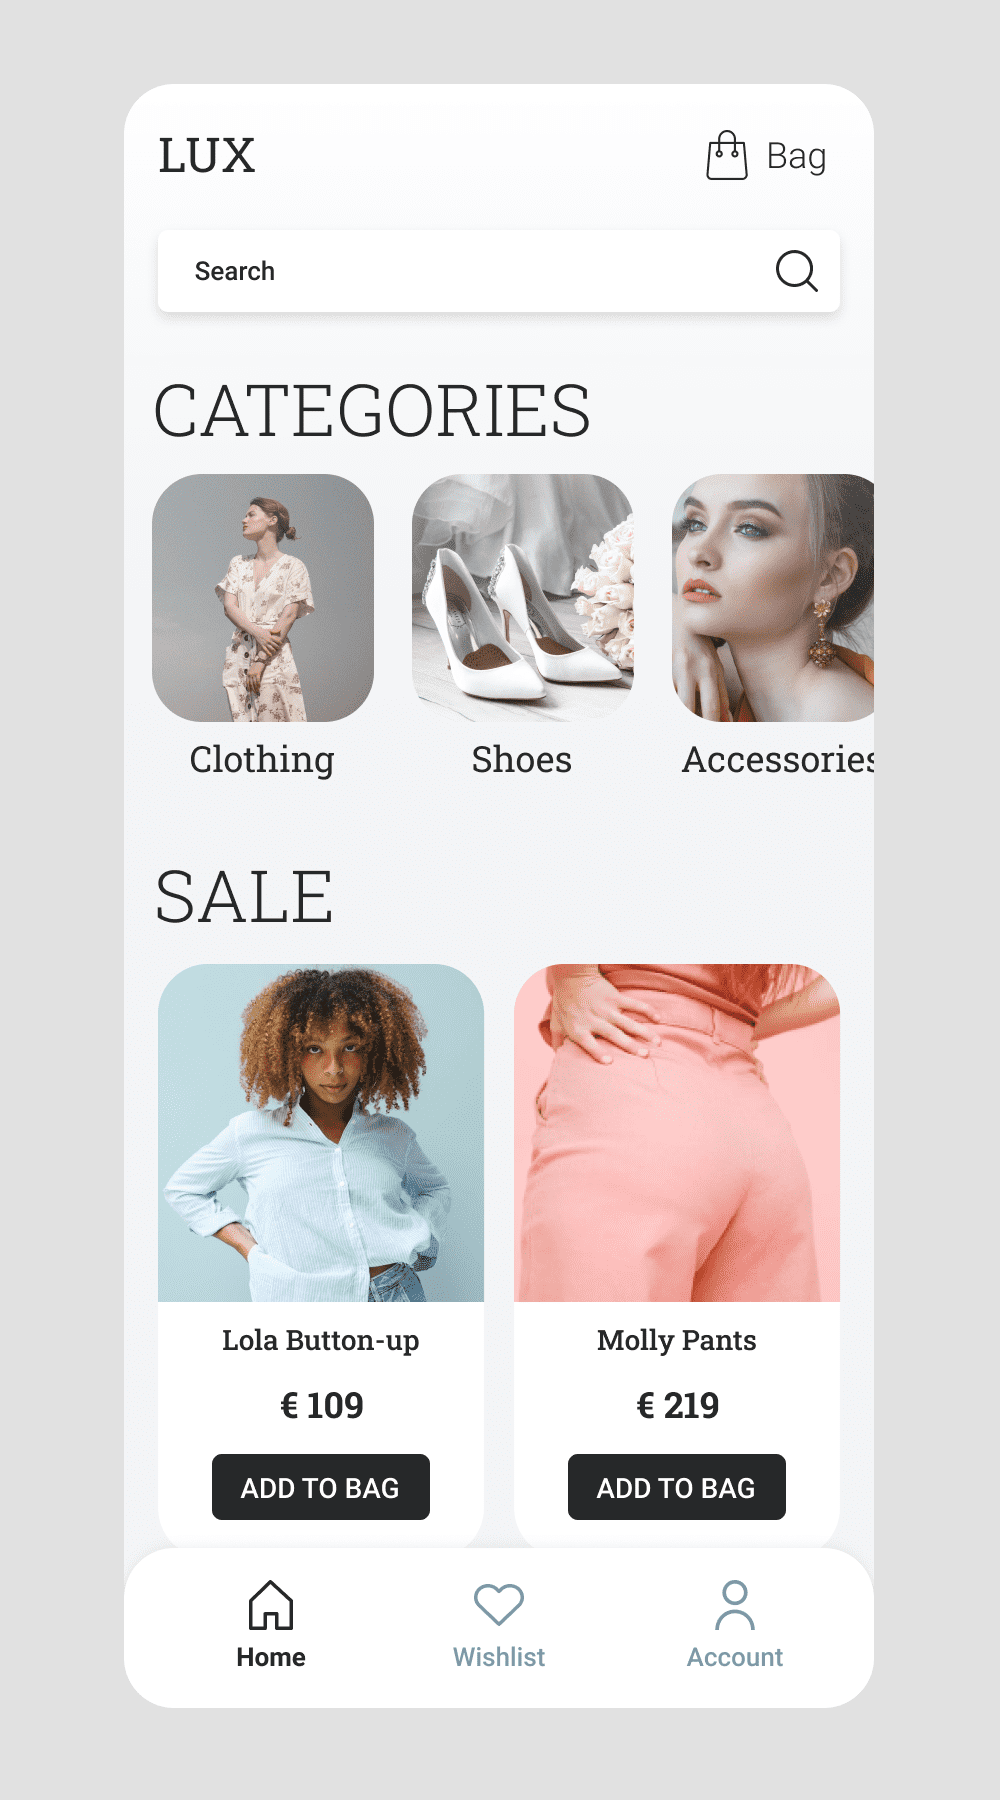 LUX
Bag
Search
CATEGORIES
Clothing
Shoes
Accessories
SALE
Lola Button-up
€ 109
ADD TO BAG
Molly Pants
€ 219
ADD TO BAG
Home
Wishlist
Account